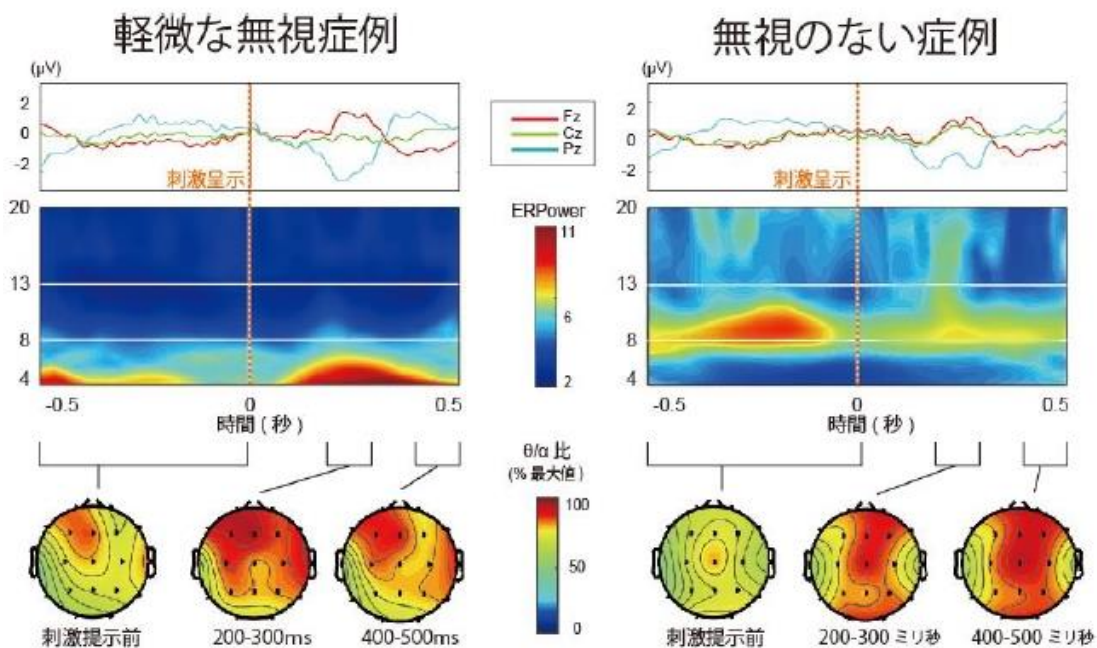 軽微な無視症例
無視のない症例
(μV)
2
0
-2
刺激呈示
Fz
Cz
Pz
(μV)
2
0
-2
刺激呈示
20
13
8
4
-0.5
0
0.5
時間 ( 秒 )
ERPower
11
6
2
20
13
8
4
-0.5
0
0.5
時間 ( 秒 )
θ/α 比
(% 最大値)
100
50
0
刺激提示前
200-300ms
400-500ms
刺激提示前
200-300 ミリ秒
400-500 ミリ秒